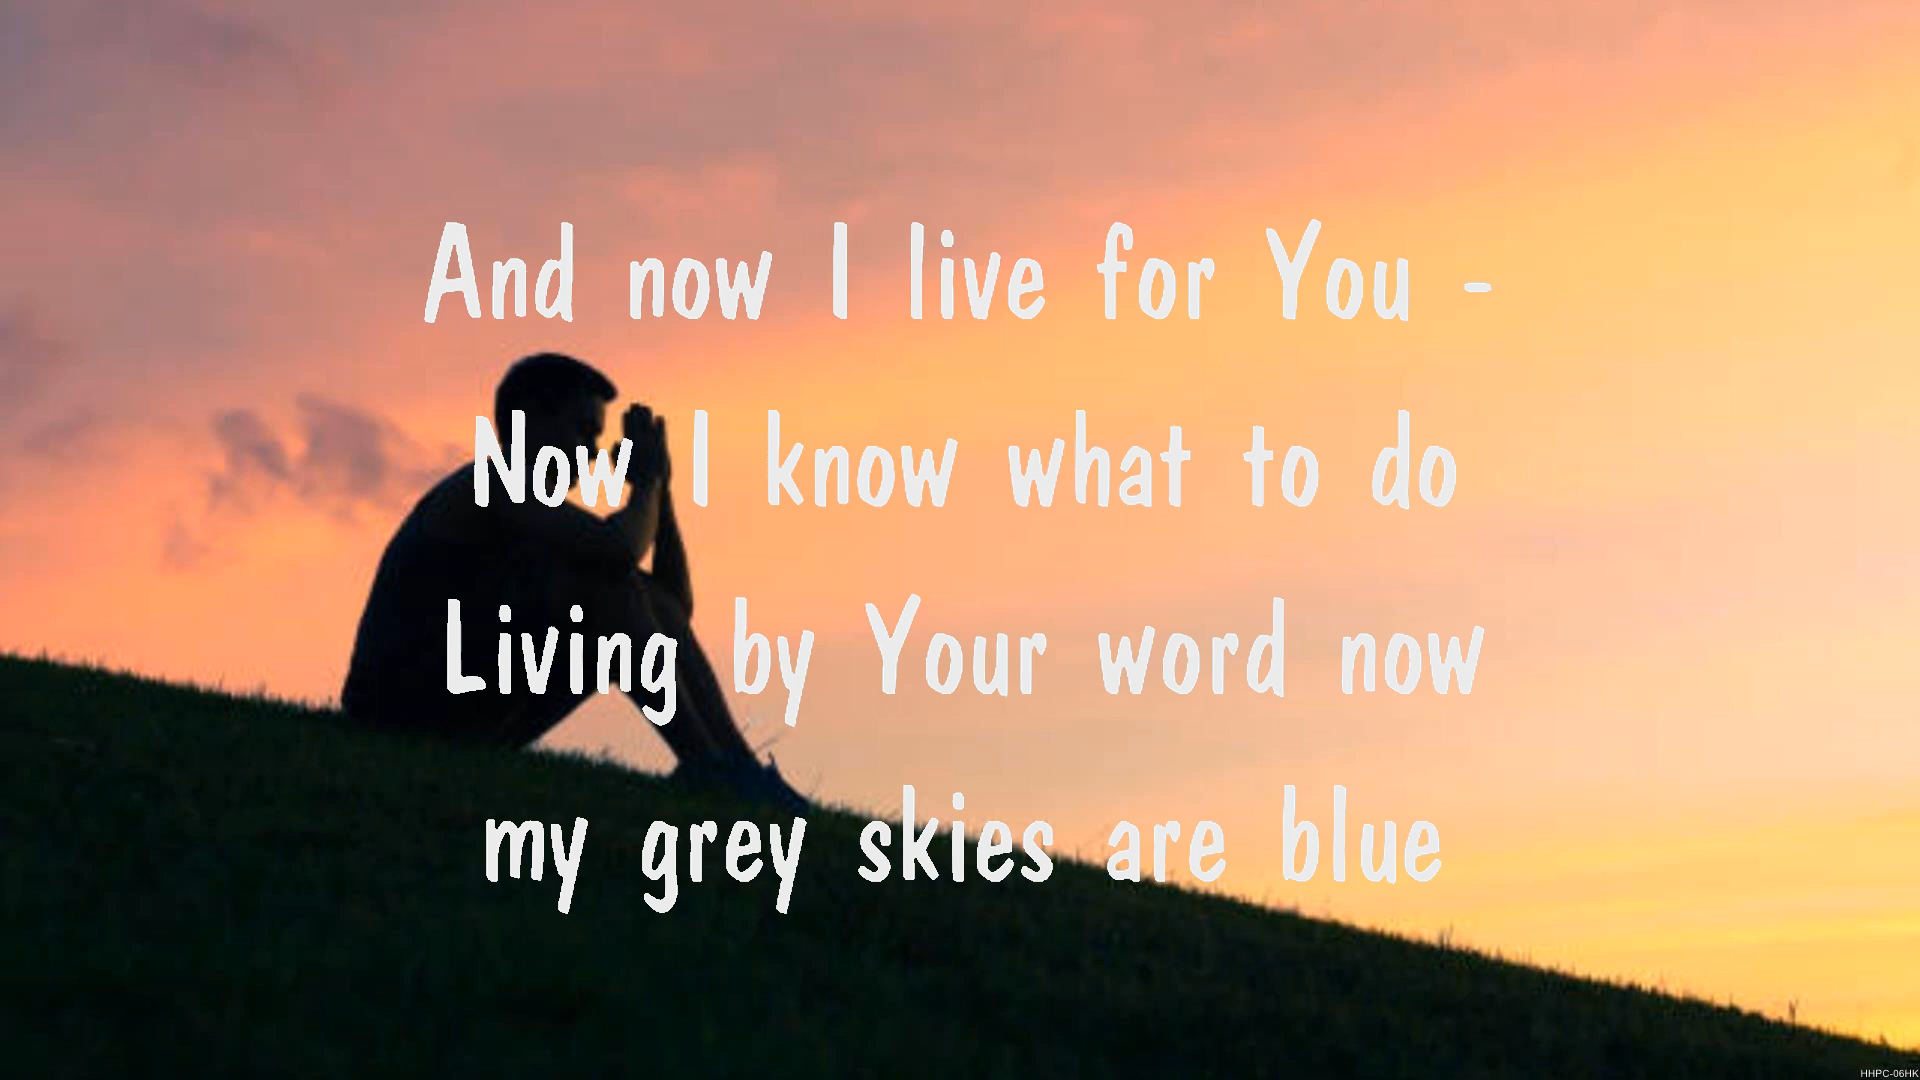 And now I live for You -
Now I know what to do
Living by Your word now
my grey skies are blue
HHPC-06HK